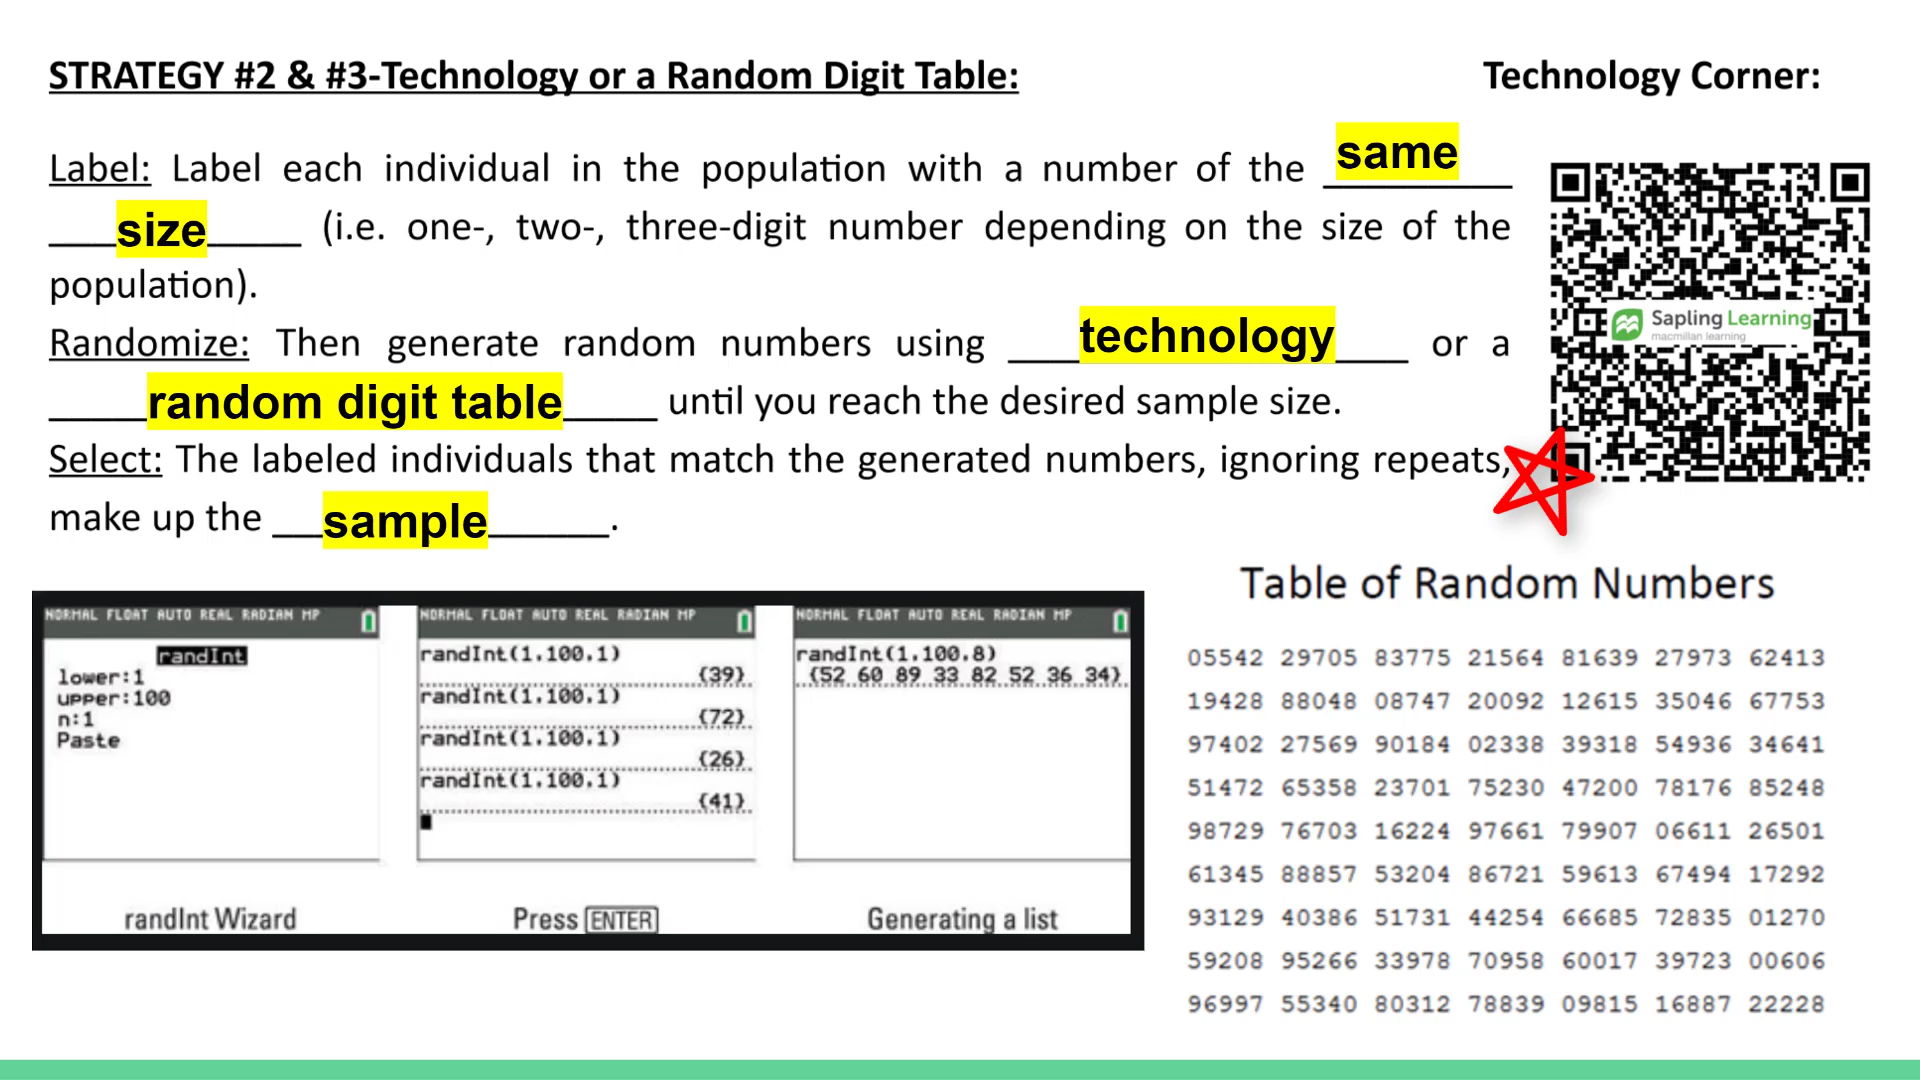 STRATEGY #2 & #3-Technology or a Random Digit Table:
Technology Corner:
Label: Label each individual in the population with a number of the same
size (i.e. one-, two-, three-digit number depending on the size of the
population).
Randomize: Then generate random numbers using technology or a
random digit table until you reach the desired sample size.
Select: The labeled individuals that match the generated numbers, ignoring repeats,
make up the sample.
Sapling Learning
macmillan learning
NORMAL FLOAT AUTO REAL RADIAN MP
randInt
lower:1
upper:100
n:1
Paste
randInt Wizard
NORMAL FLOAT AUTO REAL RADIAN MP
randInt(1,100,1)
{39}
randInt(1,100,1)
{72}
randInt(1,100,1)
{26}
randInt(1,100,1)
{41}
Press ENTER
NORMAL FLOAT AUTO REAL RADIAN MP
randInt(1,100,8)
{52 60 89 33 82 52 36 34}
Generating a list
Table of Random Numbers
05542 29705 83775 21564 81639 27973 62413
19428 88048 08747 20092 12615 35046 67753
97402 27569 90184 02338 39318 54936 34641
51472 65358 23701 75230 47200 78176 85248
98729 76703 16224 97661 79907 06611 26501
61345 88857 53204 86721 59613 67494 17292
93129 40386 51731 44254 66685 72835 01270
59208 95266 33978 70958 60017 39723 00606
96997 55340 80312 78839 09815 16887 22228